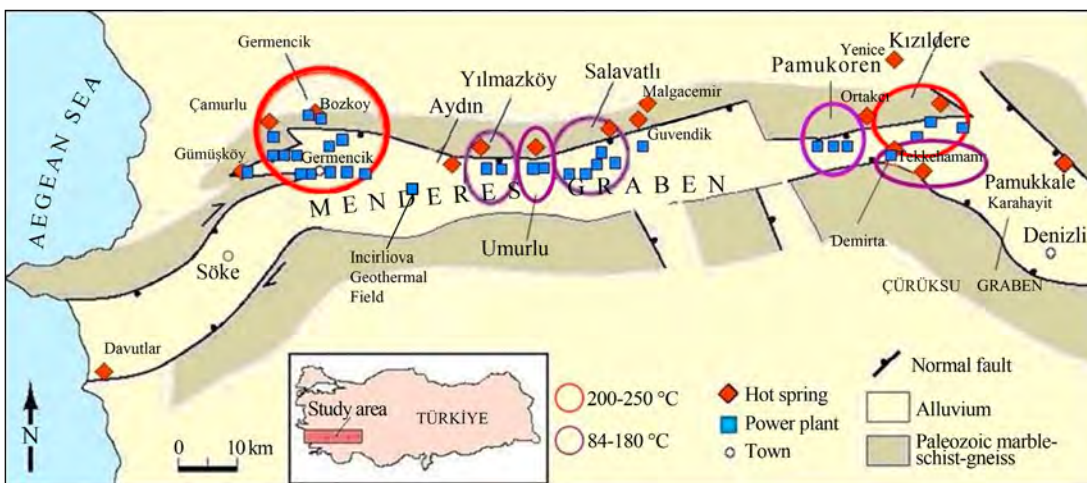 AEGEAN SEA
Germencik
Çamurlu
Bozkoy
Gümüşköy
Germencik
Aydın
Yılmazköy
Salavatlı
Malgacemir
Guvendik
Pamukoren
Yenice
Kızıldere
Ortakçı
Tekkehamam
MENDERES GRABEN
Umurlu
Incirliova
Geothermal
Field
Söke
Davutlar
Demirta
Pamukkale
Karahayit
Denizli
ÇÜRÜKSU GRABEN
N
0 10 km
Study area
TÜRKİYE
200-250 °C
84-180 °C
Hot spring
Power plant
Town
Normal fault
Alluvium
Paleozoic marble-
schist-gneiss